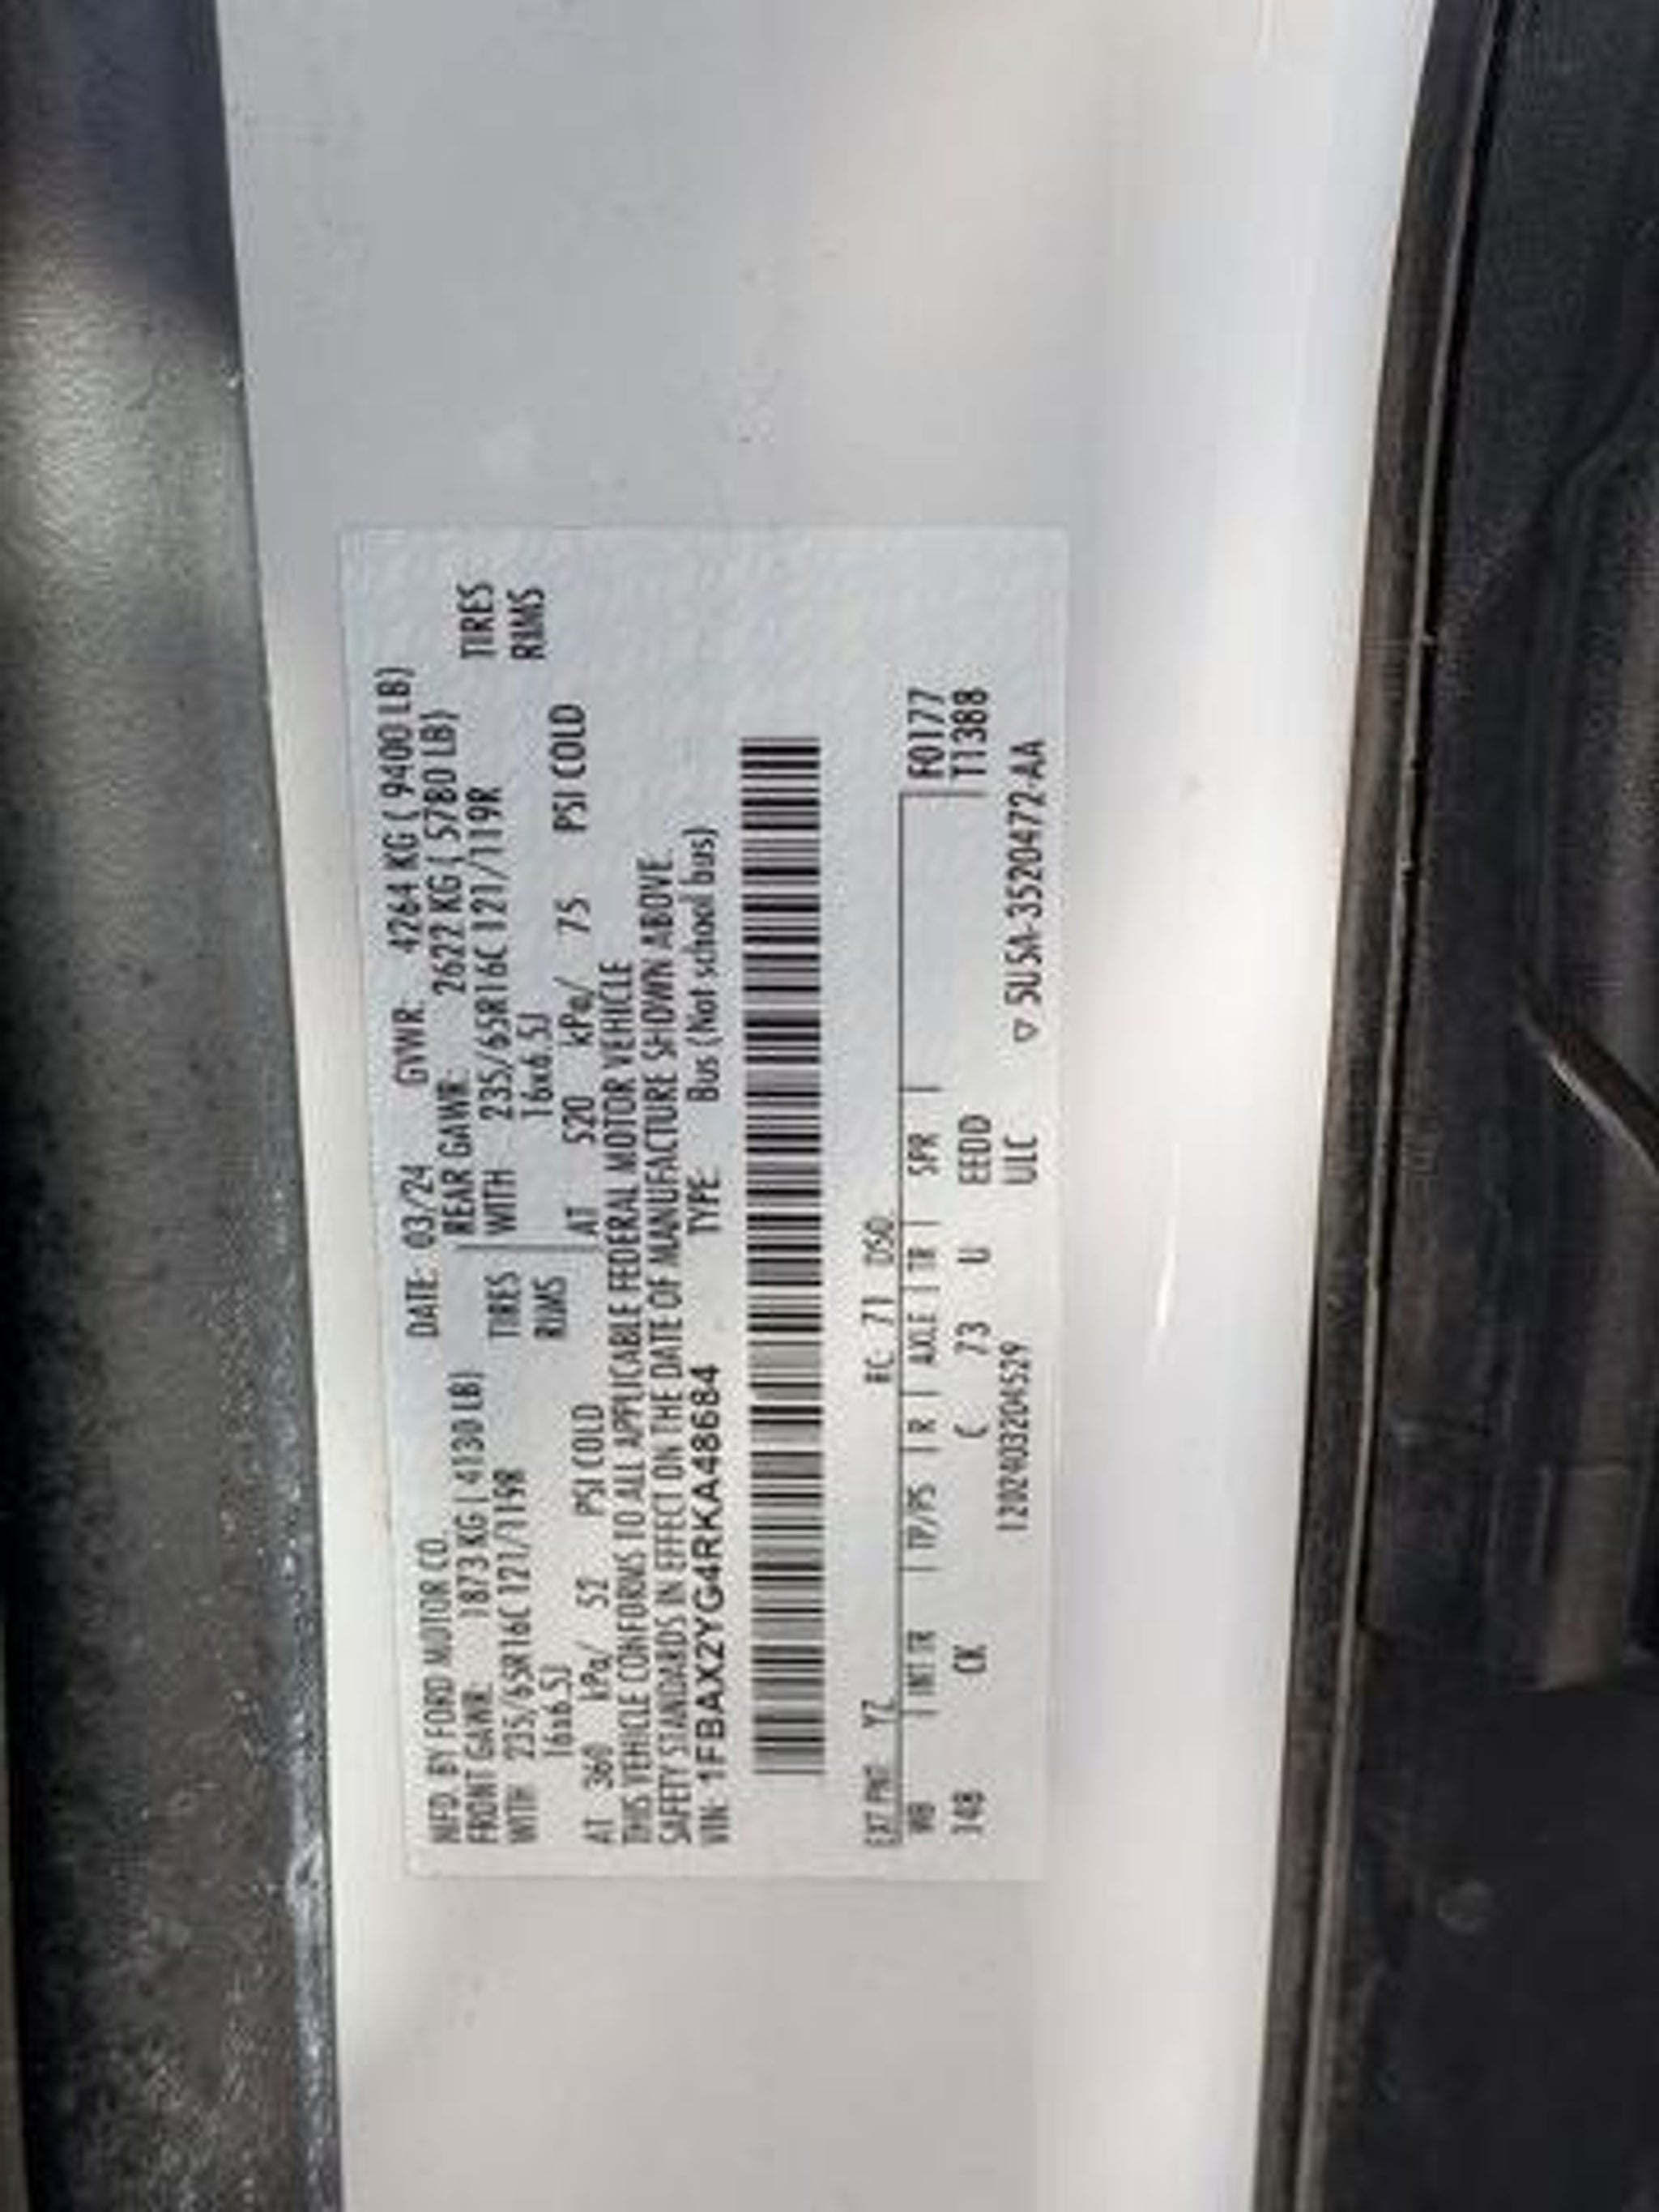 MFD. BY FORD MOTOR CO. DATE: 03/24 GVWR: 4264 KG ( 9400 LB)
FRONT GAWR: 1873 KG ( 4130 LB) REAR GAWR: 2622 KG ( 5780 LB)
WITH 235/65R16C 121/119R TIRES WITH 235/65R16C 121/119R TIRES
16x6.5J RIMS 16x6.5J RIMS
AT 360 kPa/ 52 PSI COLD AT 520 kPa/ 75 PSI COLD
THIS VEHICLE CONFORMS TO ALL APPLICABLE FEDERAL MOTOR VEHICLE
SAFETY STANDARDS IN EFFECT ON THE DATE OF MANUFACTURE SHOWN ABOVE.
VIN: 1FBAX2YG4RKA48684 TYPE: Bus (Not school bus)
EXT PNT YZ RC 71 DSO
WB | INT TR | TP/PS | R | AXLE | TR | SPR | F0177
148 CK C 73 U EEDD T1388
ULC
12024032045​29 ▽ 5U5A-3520472-AA